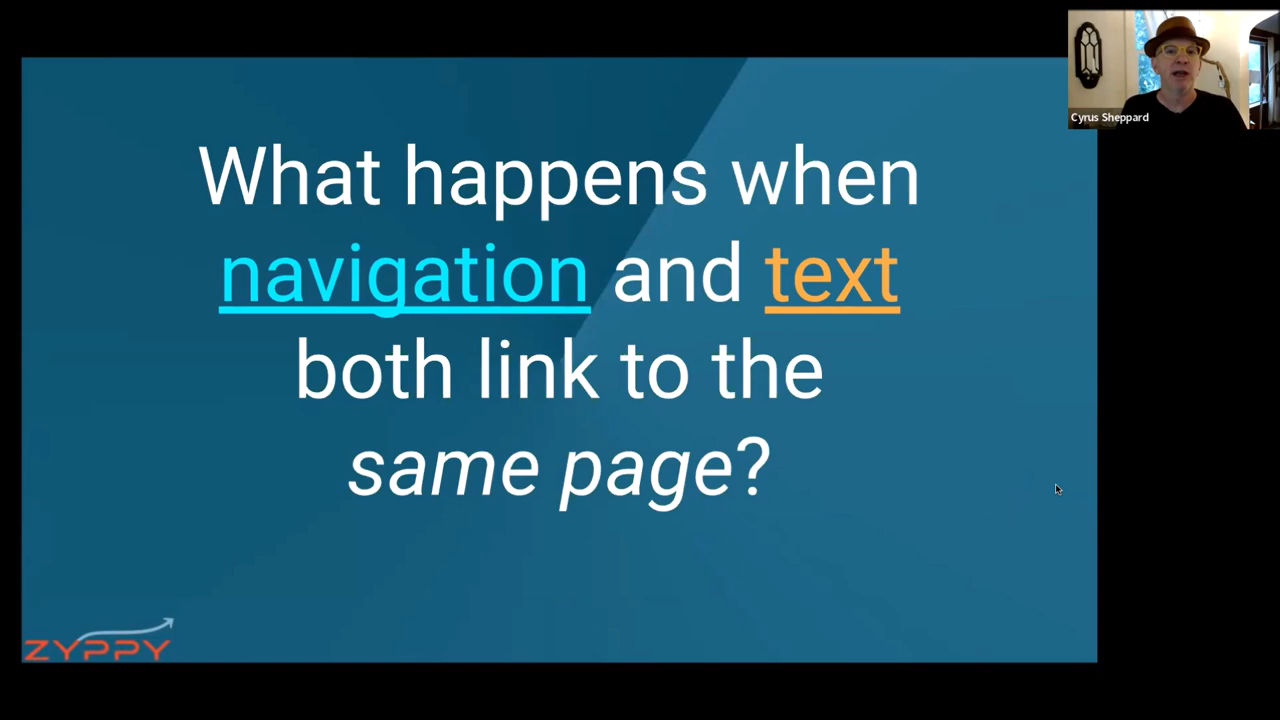 Cyrus Sheppard
What happens when
navigation and text
both link to the
same page?
ZYPPY